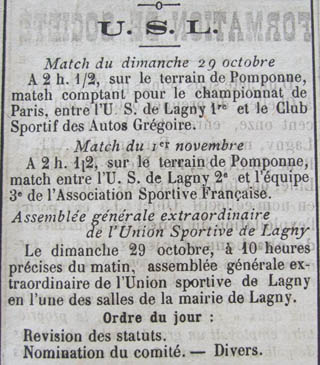 U. S. L.
Match du dimanche 29 octobre
A 2 h. 1/2, sur le terrain de Pomponne,
match comptant pour le championnat de
Paris, entre l'U. S. de Lagny 1re et le Club
Sportif des Autos Grégoire.
Match du 1er novembre
A 2 h. 1|2, sur le terrain de Pomponne,
match entre l'U. S. de Lagny 2e et l'équipe
3e de l'Association Sportive Française.
Assemblée générale extraordinaire
de l'Union Sportive de Lagny
Le dimanche 29 octobre, à 10 heures
précises du matin, assemblée générale ex-
traordinaire de l'Union sportive de Lagny
en l'une des salles de la mairie de Lagny.
Ordre du jour :
Revision des statuts.
Nomination du comité. — Divers.